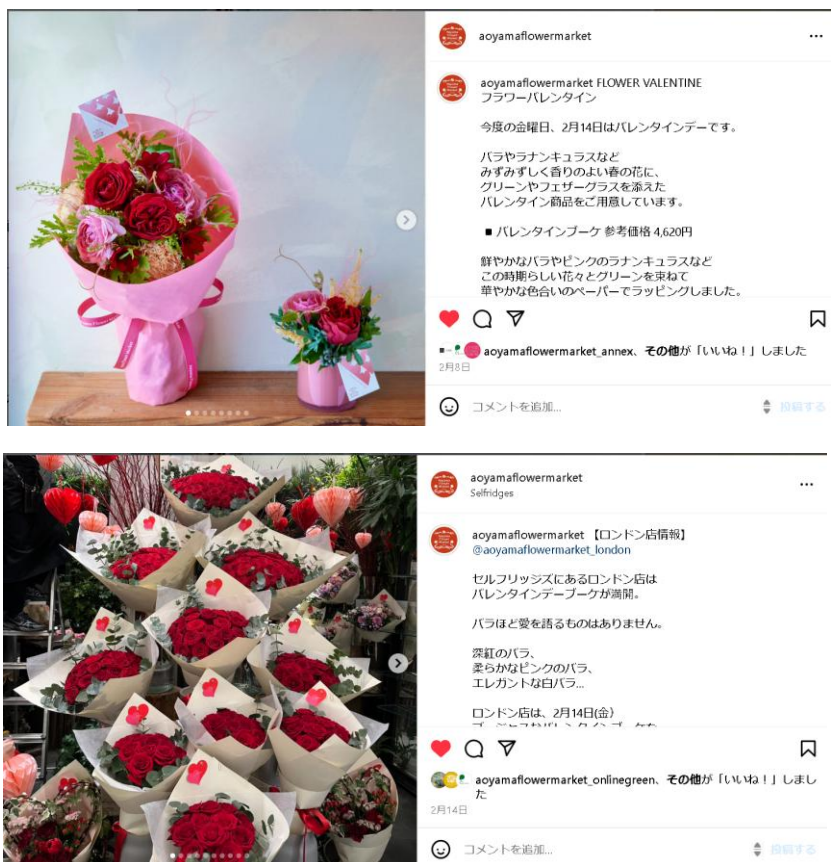 aoyamaflowermarket
aoyamaflowermarket FLOWER VALENTINE
フラワーバレンタイン
今度の金曜日、2月14日はバレンタインデーです。
バラやラナンキュラスなど
みずみずしく香りのよい春の花に、
グリーンやフェザーグラスを添えた
バレンタイン商品をご用意しています。
■ バレンタインブーケ 参考価格 4,620円
鮮やかなバラやピンクのラナンキュラスなど
この時期らしい花々とグリーンを束ねて
華やかな色合いのペーパーでラッピングしました。
aoyamaflowermarket_annex、その他が「いいね！」しました
2月8日
コメントを追加...
投稿する
aoyamaflowermarket
Selfridges
aoyamaflowermarket 【ロンドン店情報】
@aoyamaflowermarket_london
セルフリッジズにあるロンドン店は
バレンタインデーブーケが満開。
バラほど愛を語るものはありません。
深紅のバラ、
柔らかなピンクのバラ、
エレガントな白バラ...
ロンドン店は、2月14日(金)
aoyamaflowermarket_onlinegreen、その他が「いいね！」しまし
た
2月14日
コメントを追加...
投稿する